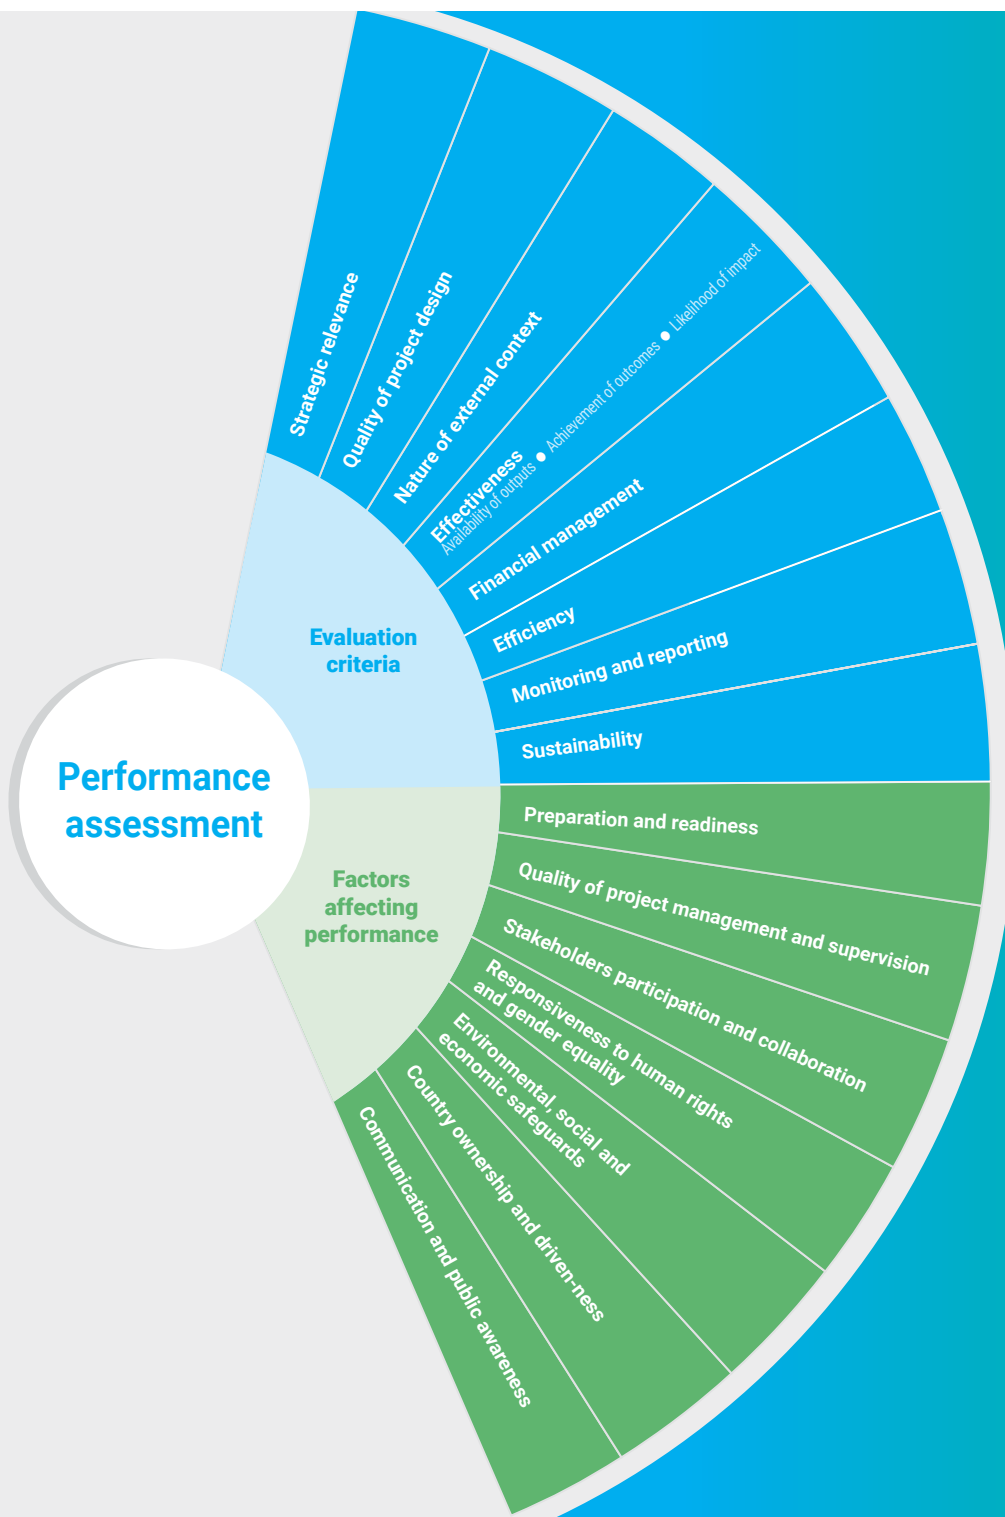 Performance
assessment
Evaluation
criteria
Strategic relevance
Quality of project design
Nature of external context
Effectiveness
Availability of outputs ● Achievement of outcomes ● Likelihood of impact
Financial management
Efficiency
Monitoring and reporting
Sustainability
Factors
affecting
performance
Preparation and readiness
Quality of project management and supervision
Stakeholders participation and collaboration
Responsiveness to human rights
and gender equality
Environmental, social and
economic safeguards
Country ownership and driven-ness
Communication and public awareness